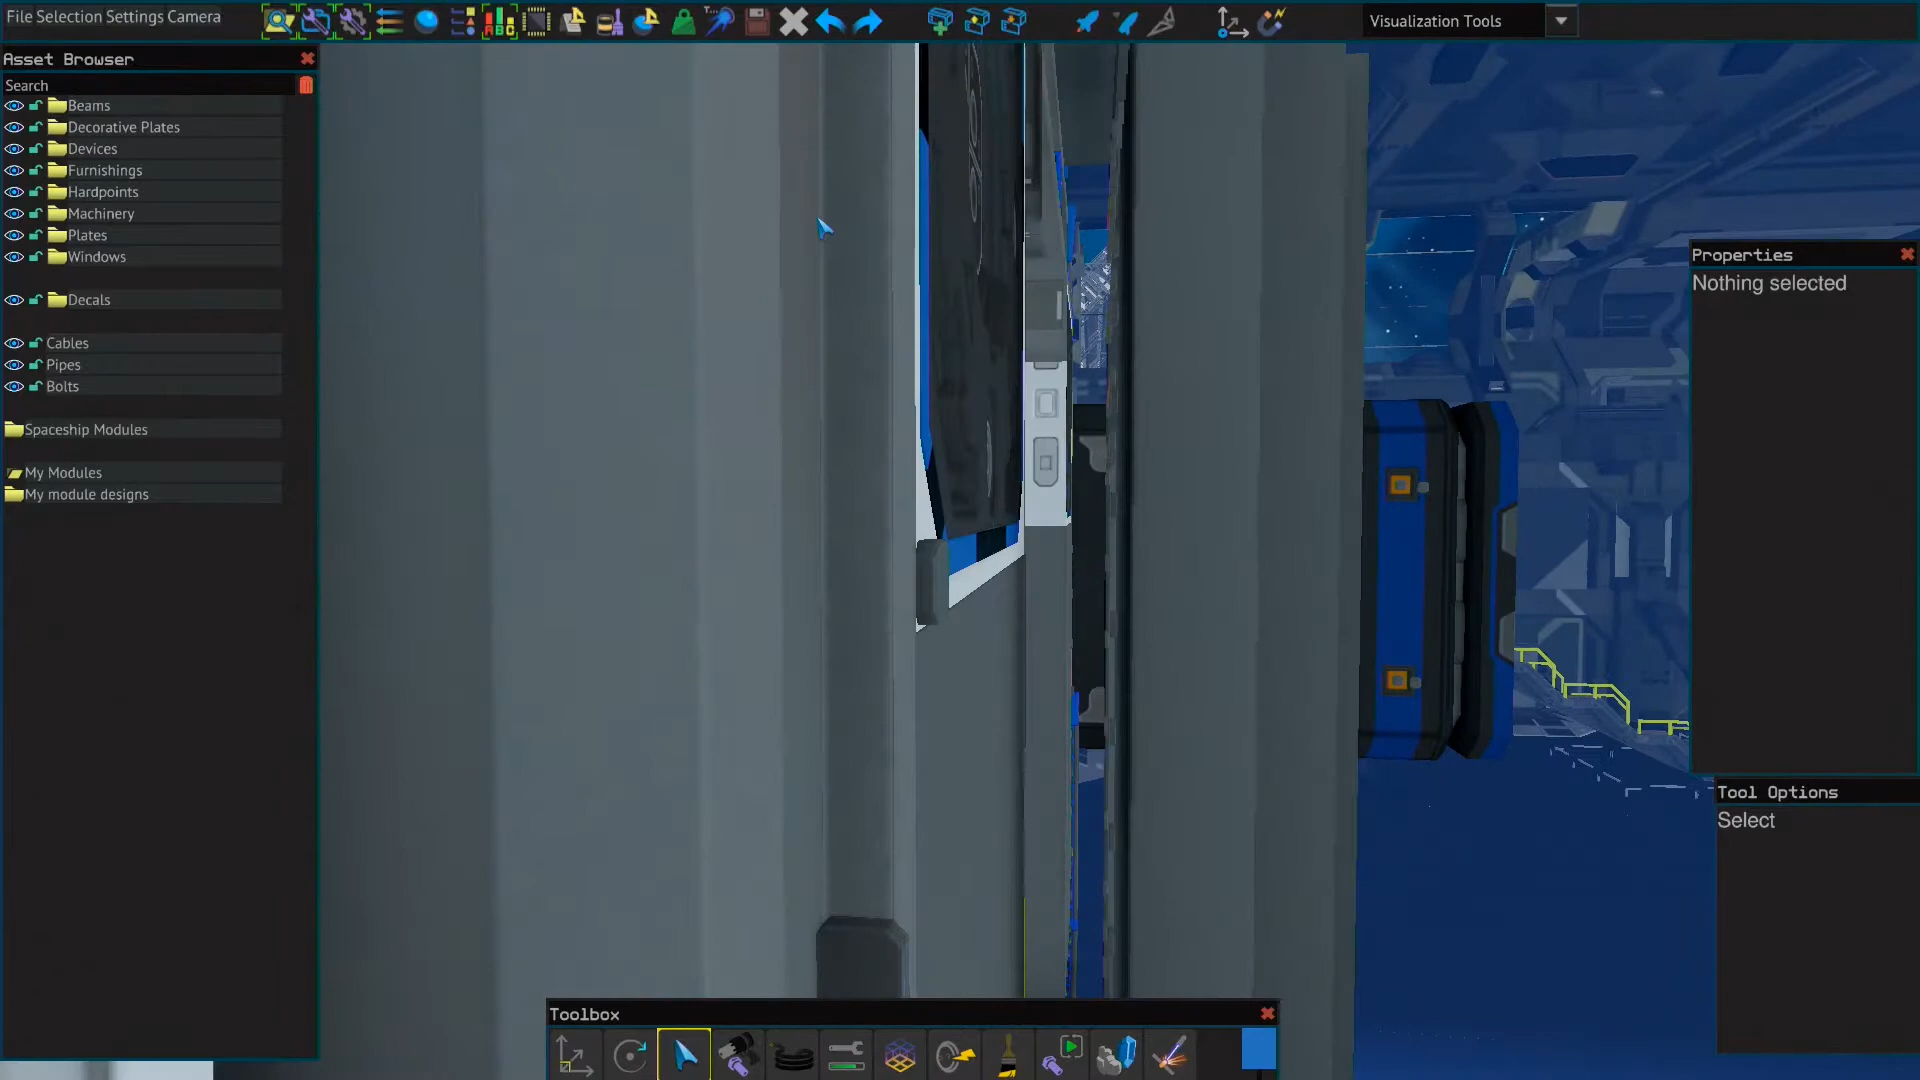 File Selection Settings Camera
Visualization Tools
Asset Browser
Search
Beams
Decorative Plates
Devices
Furnishings
Hardpoints
Machinery
Plates
Windows
Decals
Cables
Pipes
Bolts
Spaceship Modules
My Modules
My module designs
Properties
Nothing selected
Tool Options
Select
Toolbox